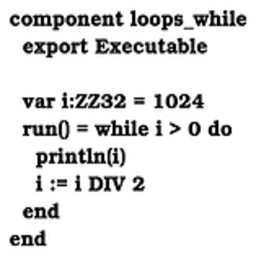 component loops_while
export Executable
var i:ZZ32 = 1024
run() = while i > 0 do
println(i)
i := i DIV 2
end
end